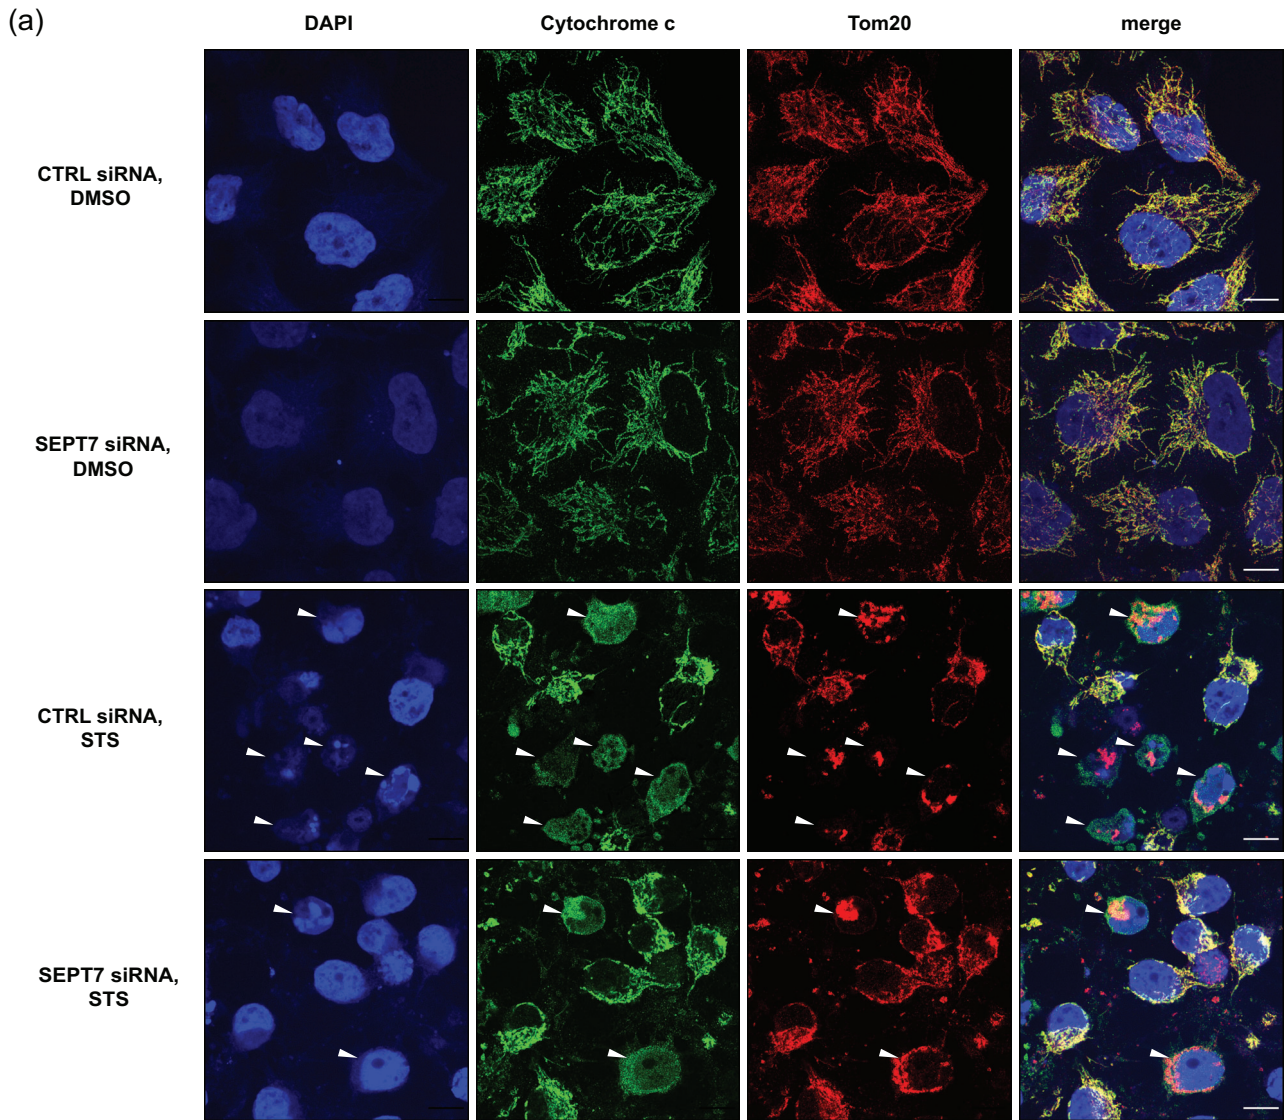 (a)
DAPI
Cytochrome c
Tom20
merge
CTRL siRNA,
DMSO
SEPT7 siRNA,
DMSO
CTRL siRNA,
STS
SEPT7 siRNA,
STS